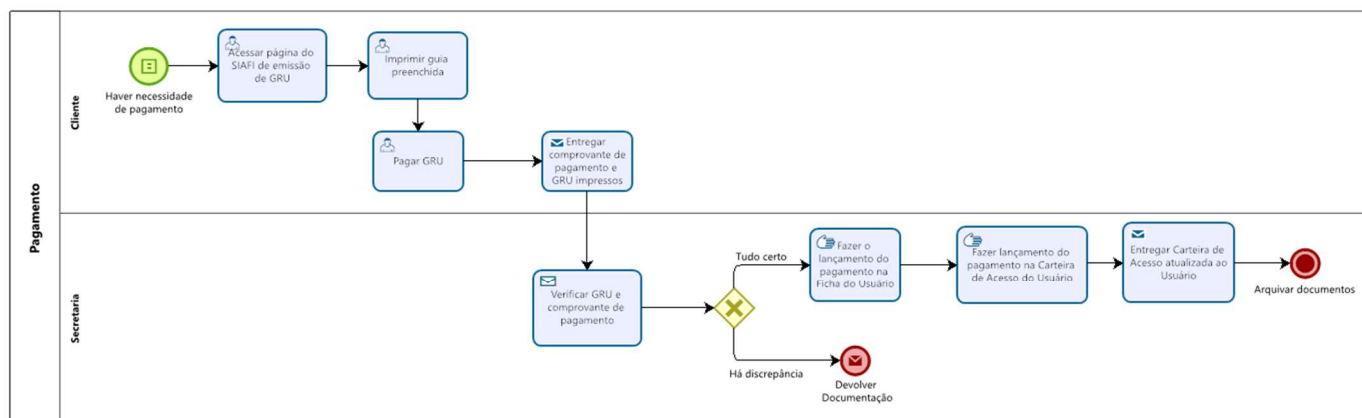 Pagamento
Cliente
Haver necessidade
de pagamento
Acessar página do
SIAFI de emissão
de GRU
Imprimir guia
preenchida
Pagar GRU
Entregar
comprovante de
pagamento e
GRU impressos
Secretaria
Verificar GRU e
comprovante de
pagamento
Tudo certo
Há discrepância
Devolver
Documentação
Fazer o
lançamento do
pagamento na
Ficha do Usuário
Fazer lançamento do
pagamento na Carteira
de Acesso do Usuário
Entregar Carteira de
Acesso atualizada ao
Usuário
Arquivar documentos